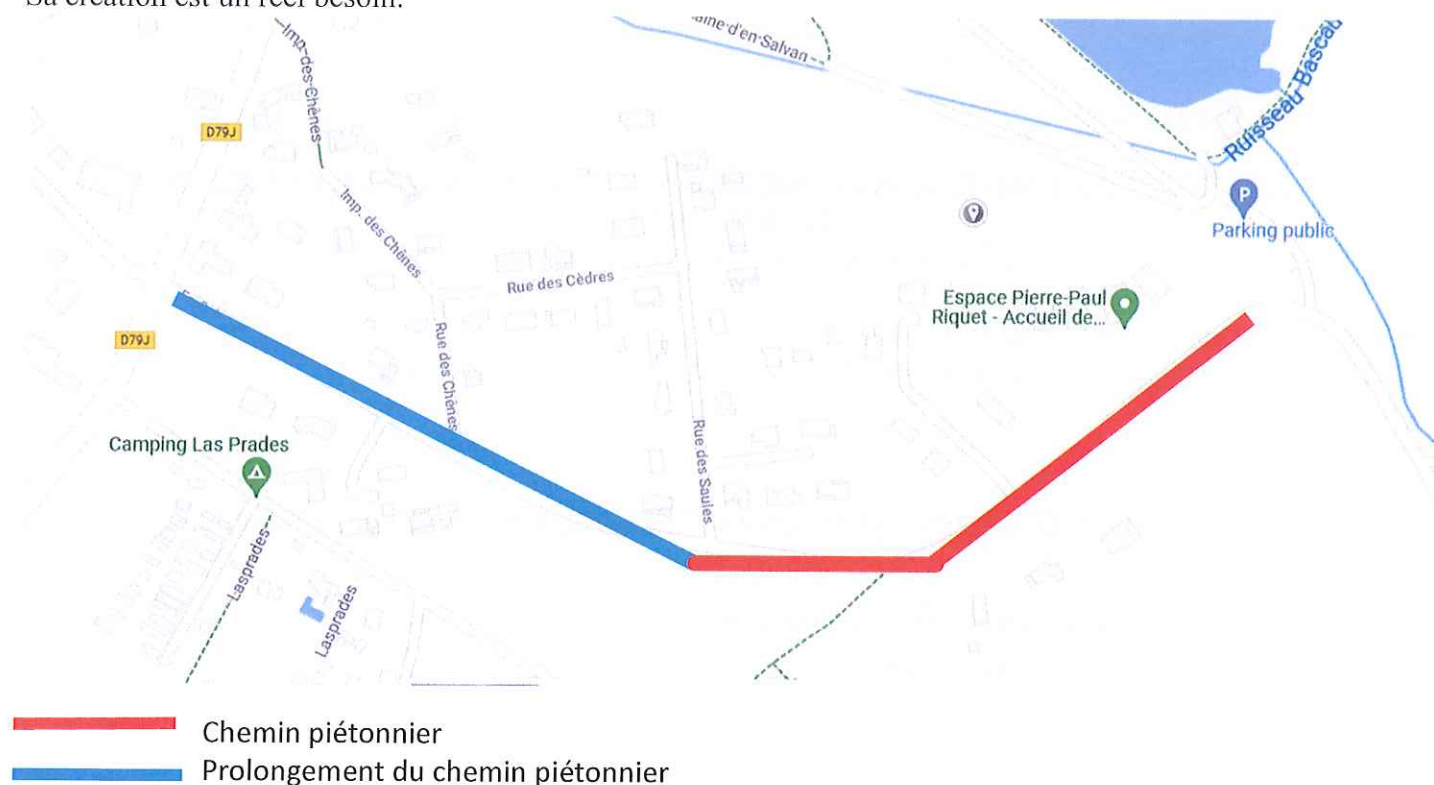 Sa création est un réel besoin.
Imp. des Chênes
aine d'en Salvan
Ruisseau Bascau
D79J
Imp. des Chênes
P
Parking public
Rue des Cèdres
Espace Pierre-Paul
Riquet - Accueil de...
D79J
Rue des Chênes
Rue des Saules
Camping Las Prades
Lasprades
Lasprades
Chemin piétonnier
Prolongement du chemin piétonnier